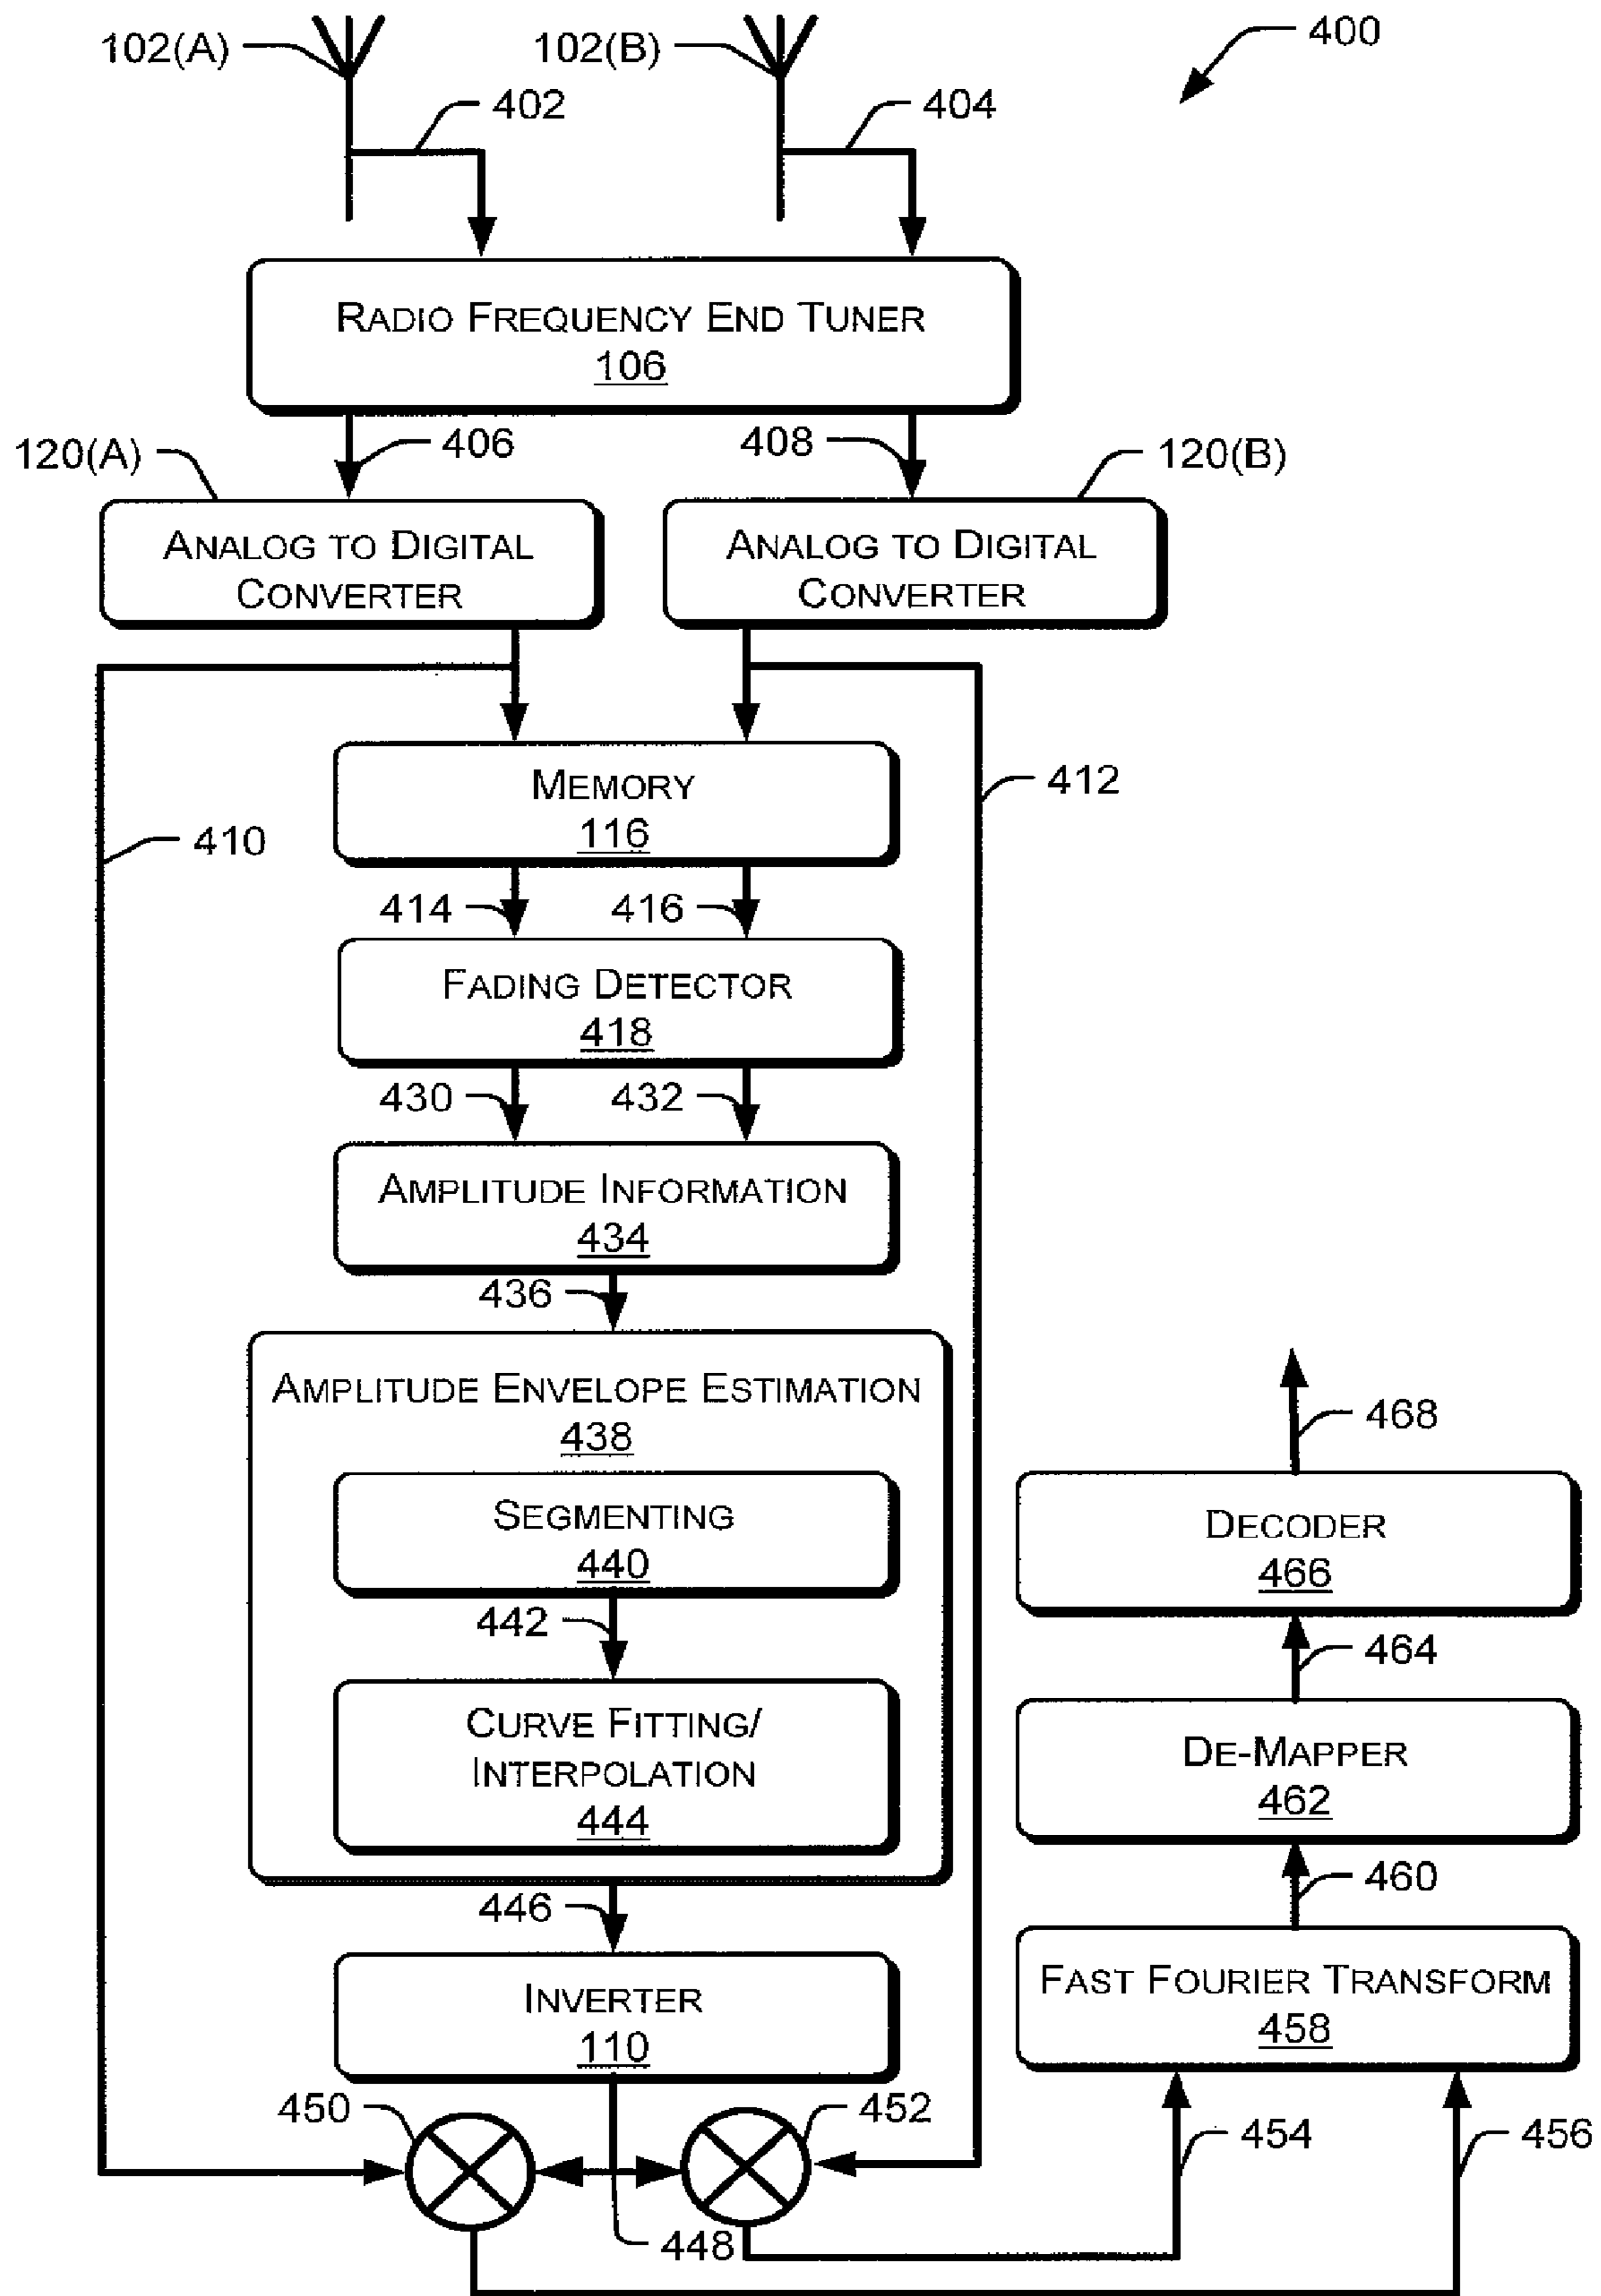 102(A)
102(B)
400
402
404
RADIO FREQUENCY END TUNER
106
120(A)
406
408
120(B)
ANALOG TO DIGITAL
CONVERTER
ANALOG TO DIGITAL
CONVERTER
MEMORY
116
412
410
414
416
FADING DETECTOR
418
430
432
AMPLITUDE INFORMATION
434
436
AMPLITUDE ENVELOPE ESTIMATION
438
SEGMENTING
440
442
CURVE FITTING/
INTERPOLATION
444
446
INVERTER
110
450
452
448
468
DECODER
466
464
DE-MAPPER
462
460
FAST FOURIER TRANSFORM
458
454
456